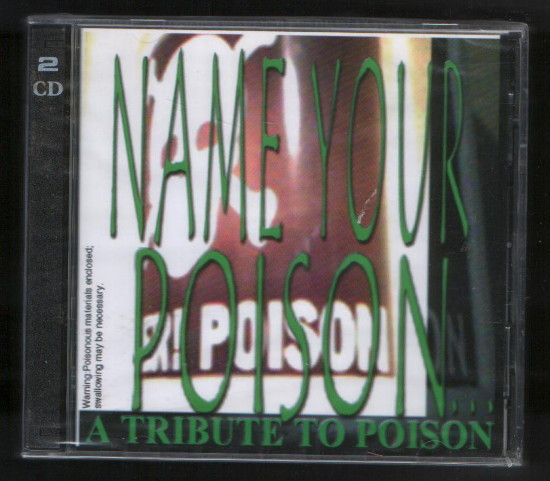 2
CD
NAME YOUR
POISON...
POISON
Warning:Poisonous materials enclosed;
swallowing may be necessary.
A TRIBUTE TO POISON